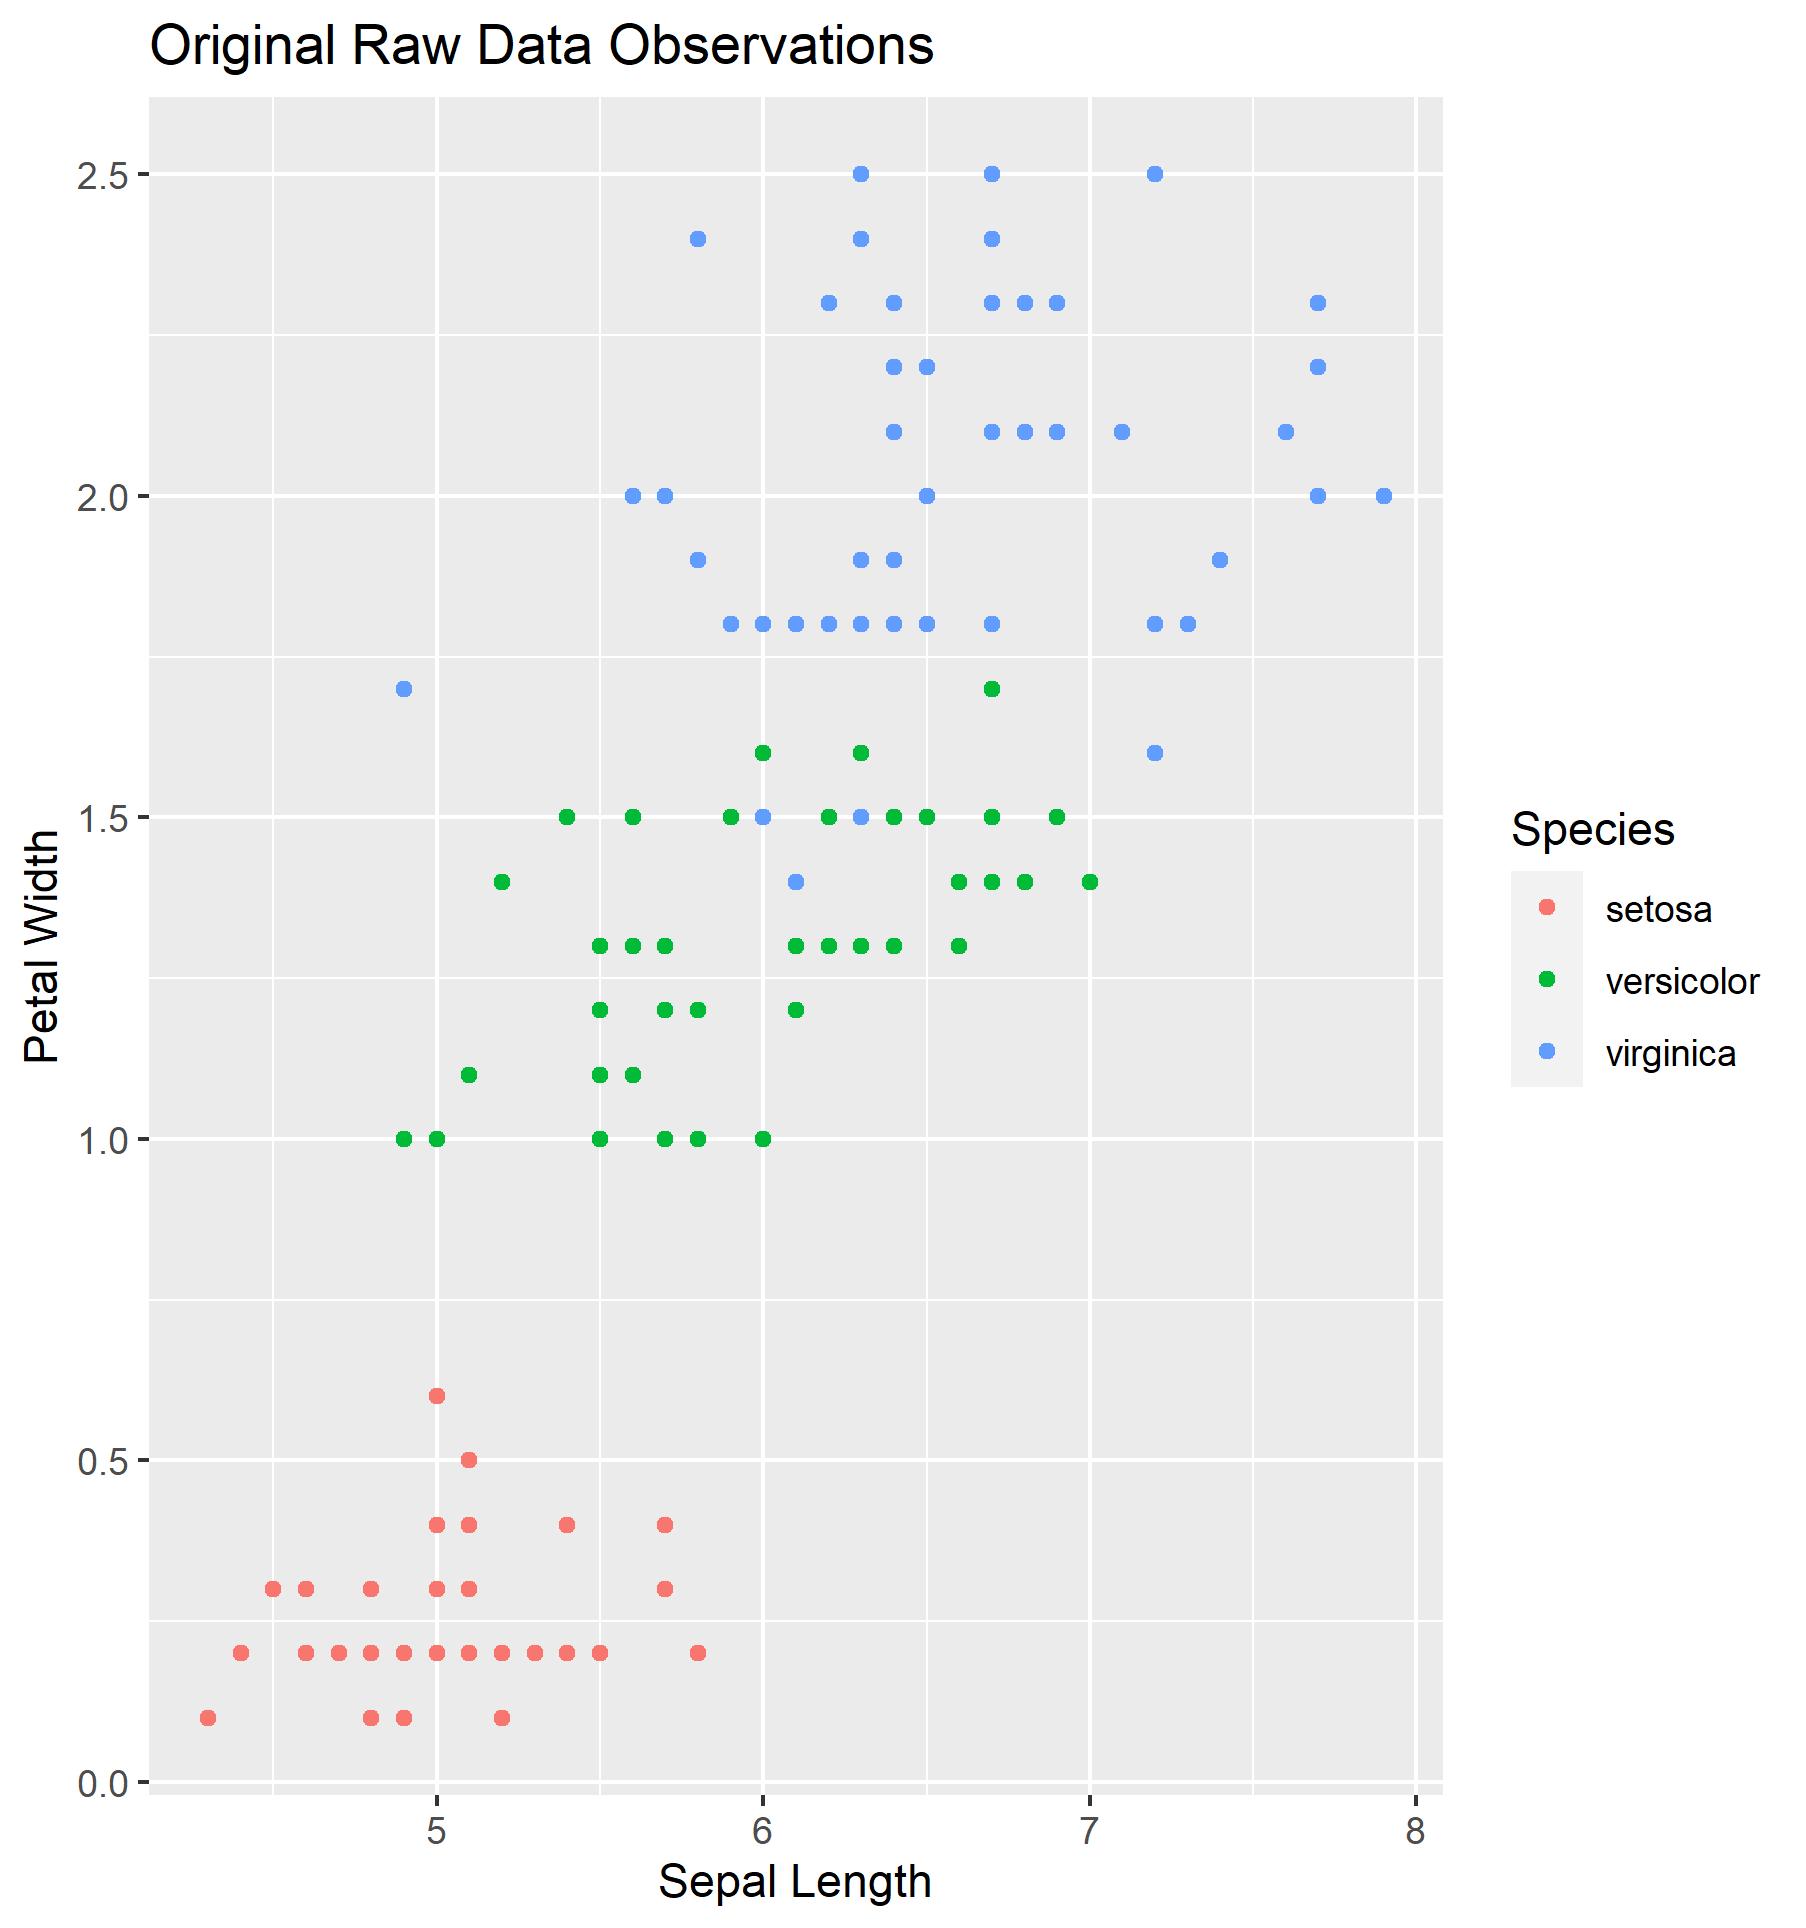 Original Raw Data Observations
2.5
2.0
1.5
1.0
0.5
0.0
Petal Width
5 6 7 8
Sepal Length
Species
setosa
versicolor
virginica